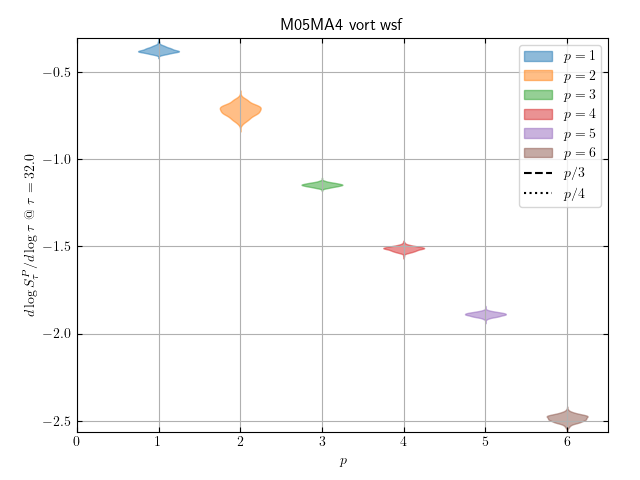 M05MA4 vort wsf
d log S_τ^P / d log τ @ τ = 32.0
−0.5
−1.0
−1.5
−2.0
−2.5
0 1 2 3 4 5 6
p
p = 1
p = 2
p = 3
p = 4
p = 5
p = 6
p/3
p/4